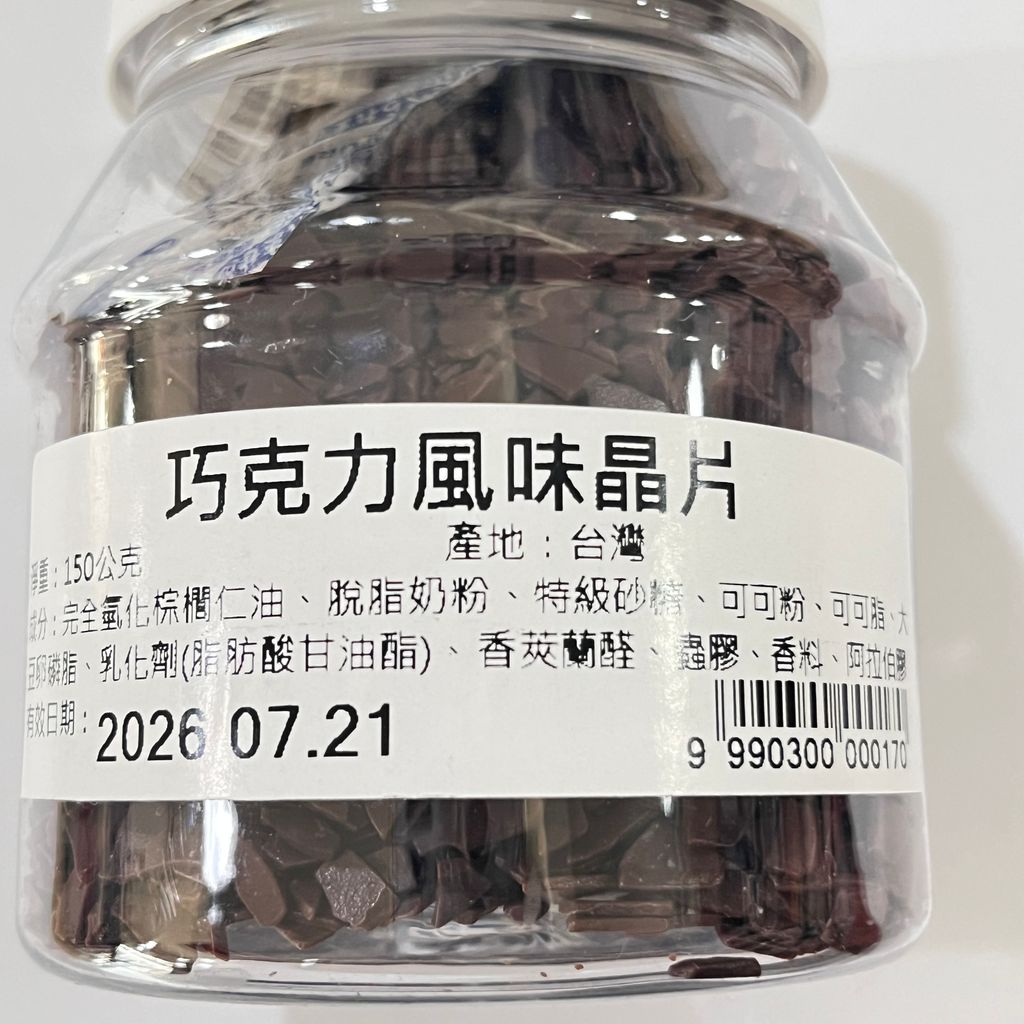 巧克力風味晶片
產地：台灣
淨重：150公克
成分：完全氫化棕櫚仁油、脫脂奶粉、特級砂糖、可可粉、可可脂、大
豆卵磷脂、乳化劑(脂肪酸甘油酯)、香莢蘭醛、蟲膠、香料、阿拉伯膠
有效日期：2026 07.21
9 990300 000170